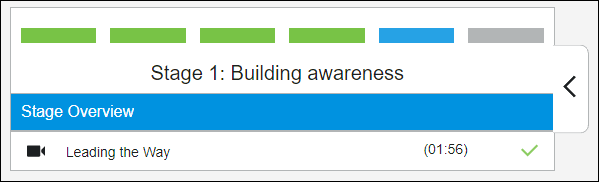 Stage 1: Building awareness
Stage Overview
Leading the Way (01:56)